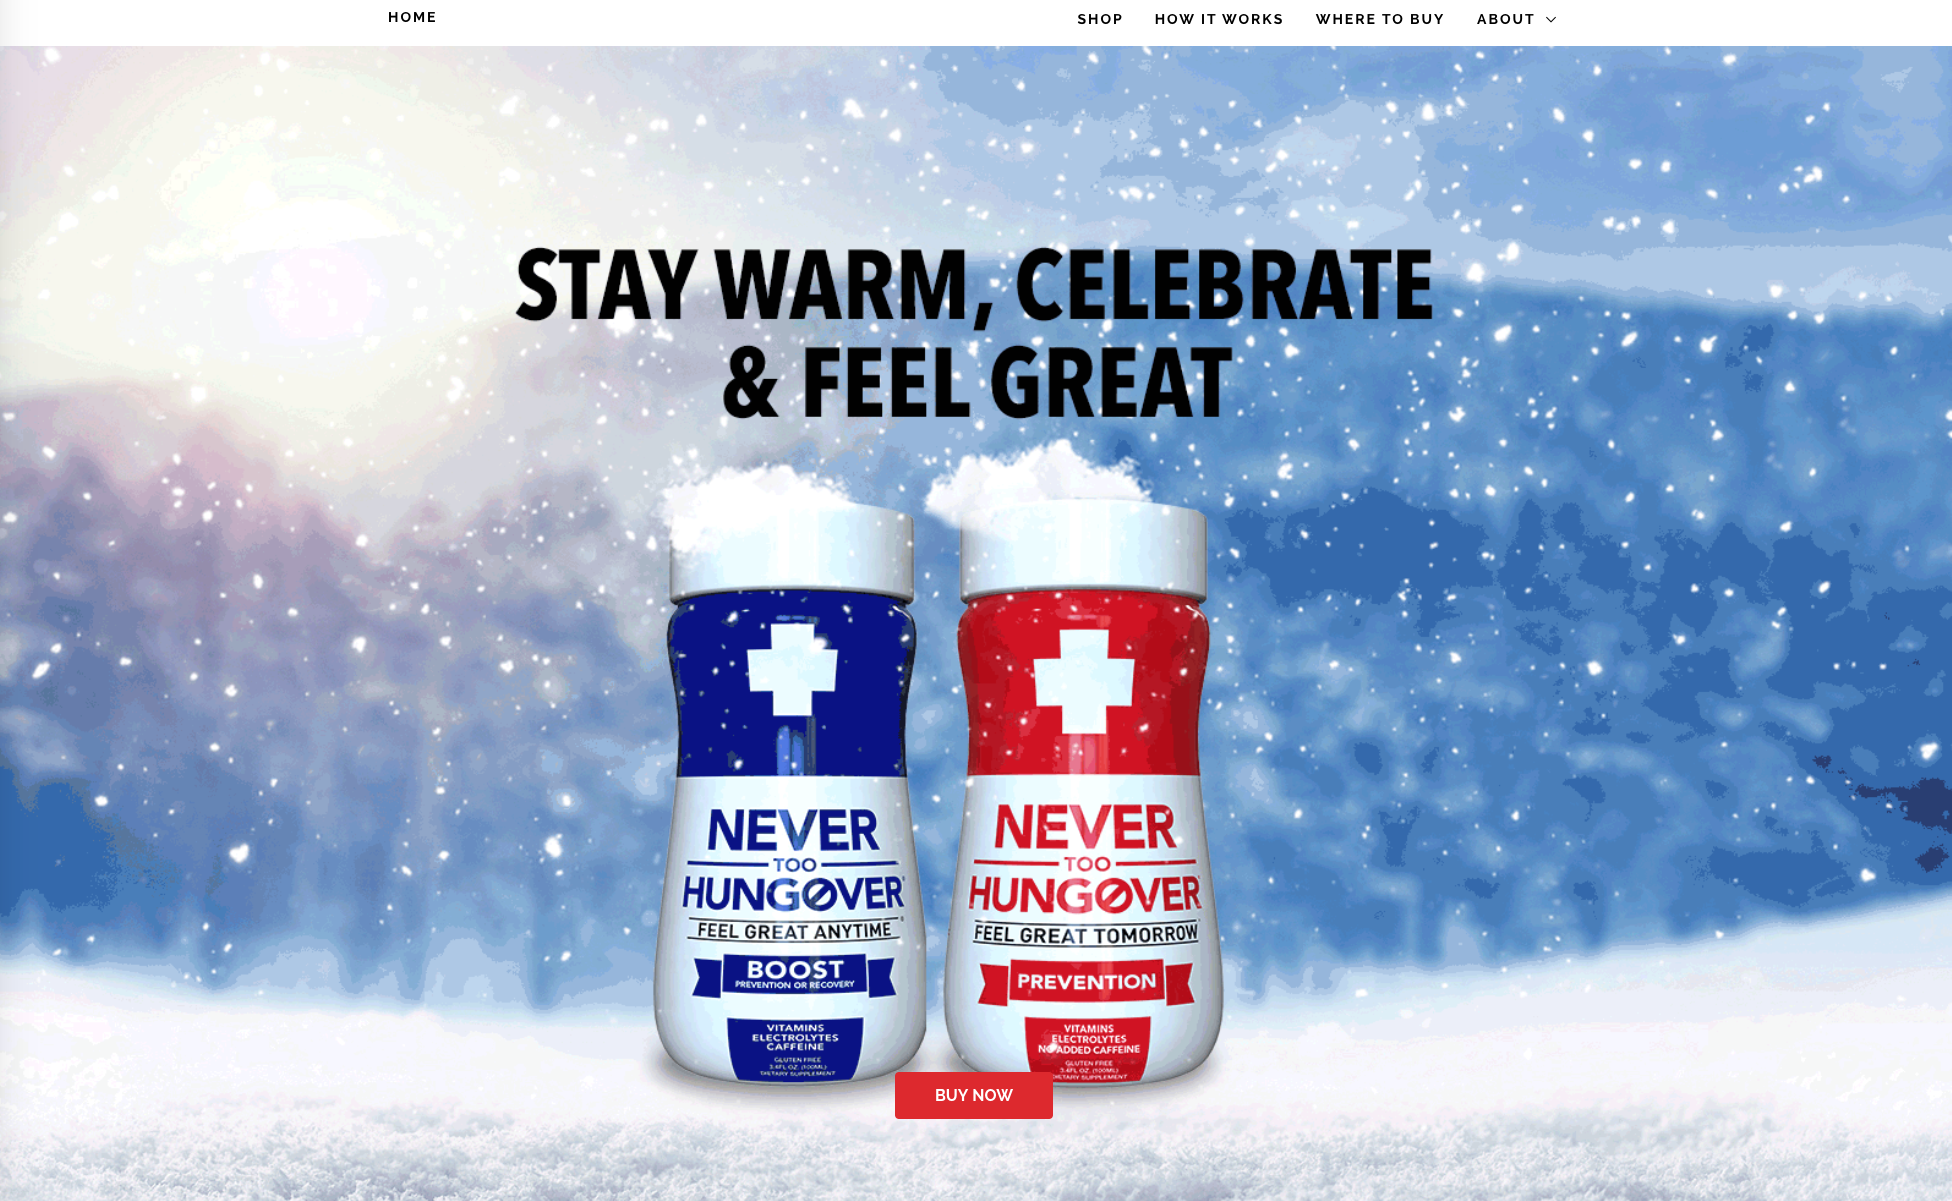 HOME
SHOP
HOW IT WORKS
WHERE TO BUY
ABOUT
STAY WARM, CELEBRATE
& FEEL GREAT
NEVER
TOO
HUNGOVER
FEEL GREAT ANYTIME
BOOST
PREVENTION OR RECOVERY
VITAMINS
ELECTROLYTES
CAFFEINE
GLUTEN FREE
3.4FL OZ. (100ML)
DIETARY SUPPLEMENT
NEVER
TOO
HUNGOVER
FEEL GREAT TOMORROW
PREVENTION
VITAMINS
ELECTROLYTES
NO ADDED CAFFEINE
GLUTEN FREE
3.4FL OZ. (100ML)
DIETARY SUPPLEMENT
BUY NOW